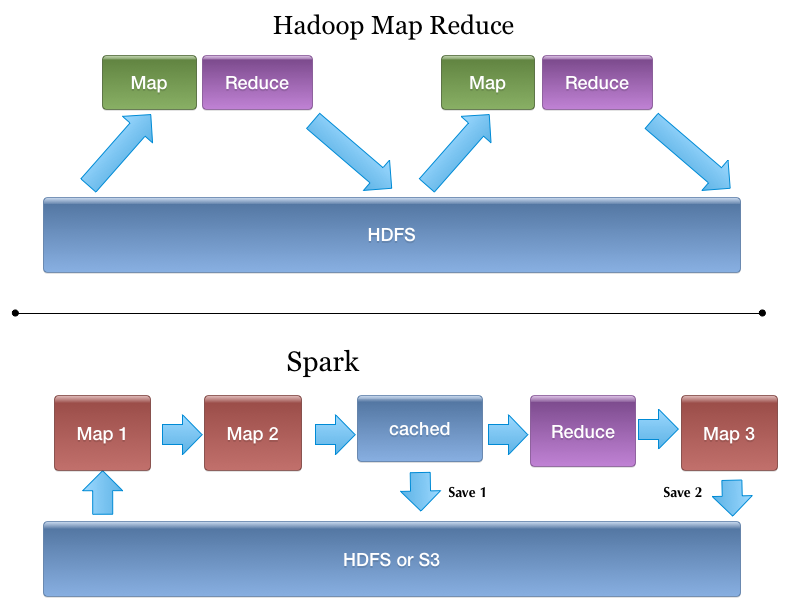 Hadoop Map Reduce
Map Reduce Map Reduce
HDFS
Spark
Map 1 Map 2 cached Reduce Map 3
Save 1 Save 2
HDFS or S3